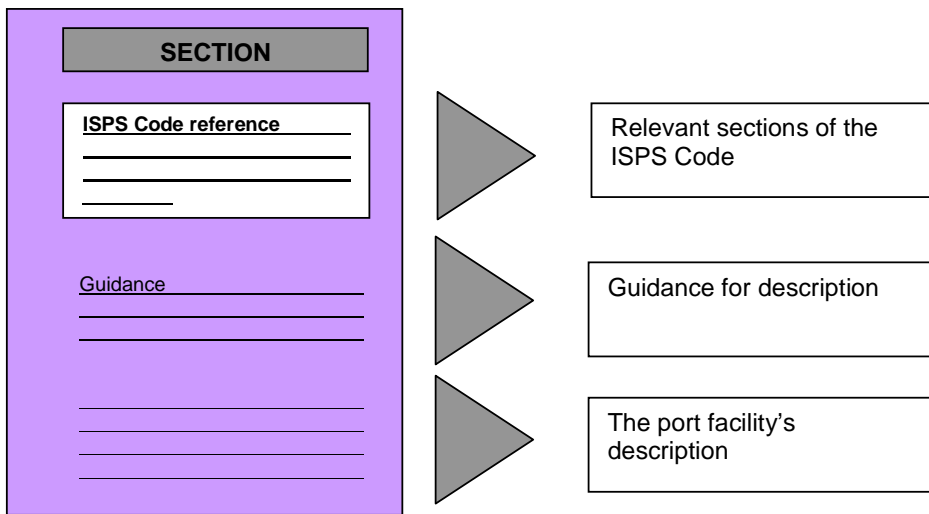 SECTION
ISPS Code reference
Relevant sections of the
ISPS Code
Guidance
Guidance for description
The port facility's
description